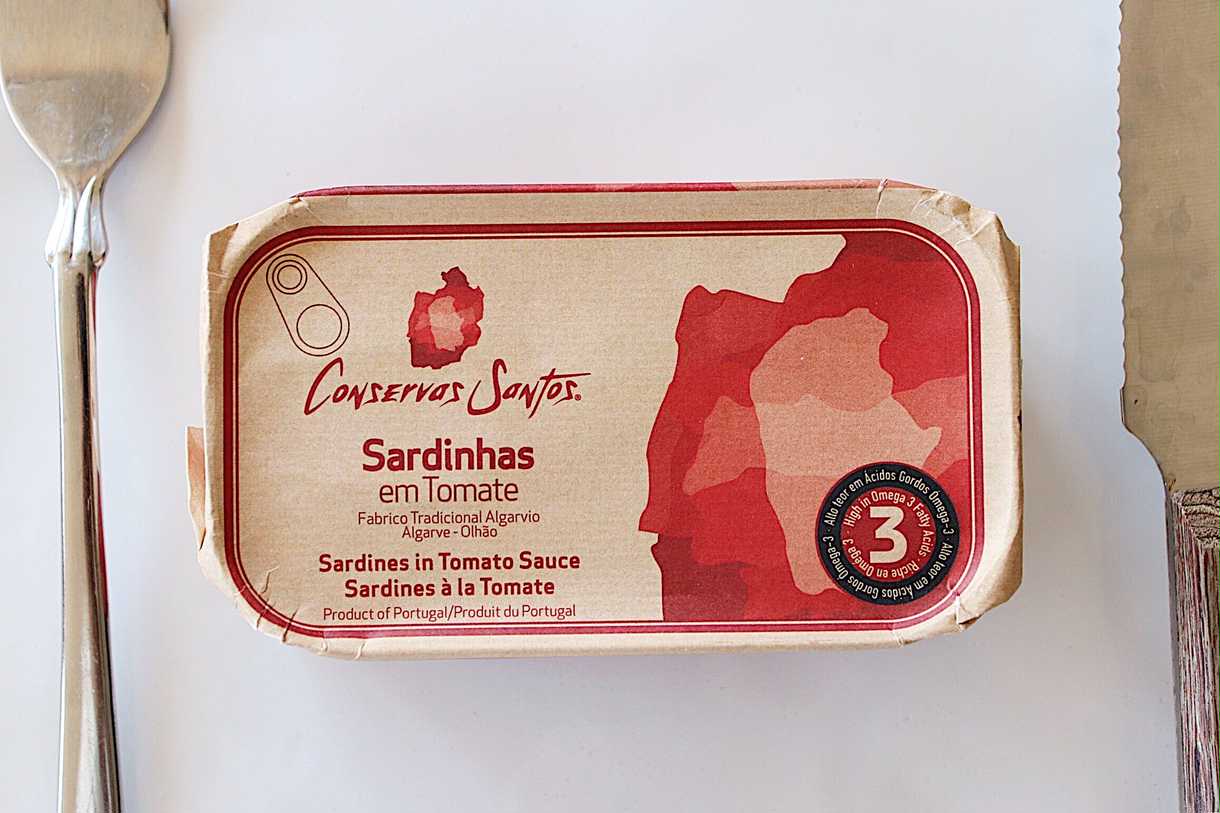 Conservas Santos®
Sardinhas
em Tomate
Fabrico Tradicional Algarvio
Algarve - Olhão
Sardines in Tomato Sauce
Sardines à la Tomate
Product of Portugal/Produit du Portugal
Alto teor em Ácidos Gordos Omega-3 · Alto teor em Ácidos Gordos Omega-3 ·
High in Omega 3 Fatty Acids · Riche en Omega 3 ·
3